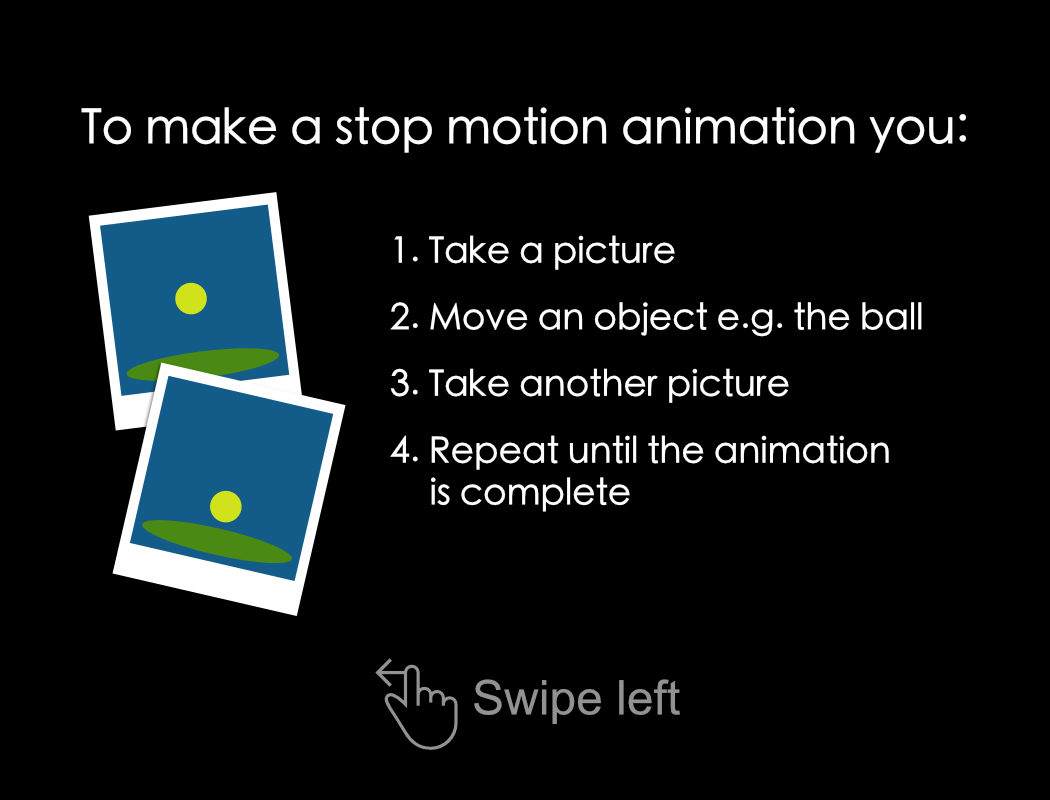 To make a stop motion animation you:
1. Take a picture
2. Move an object e.g. the ball
3. Take another picture
4. Repeat until the animation
is complete
Swipe left